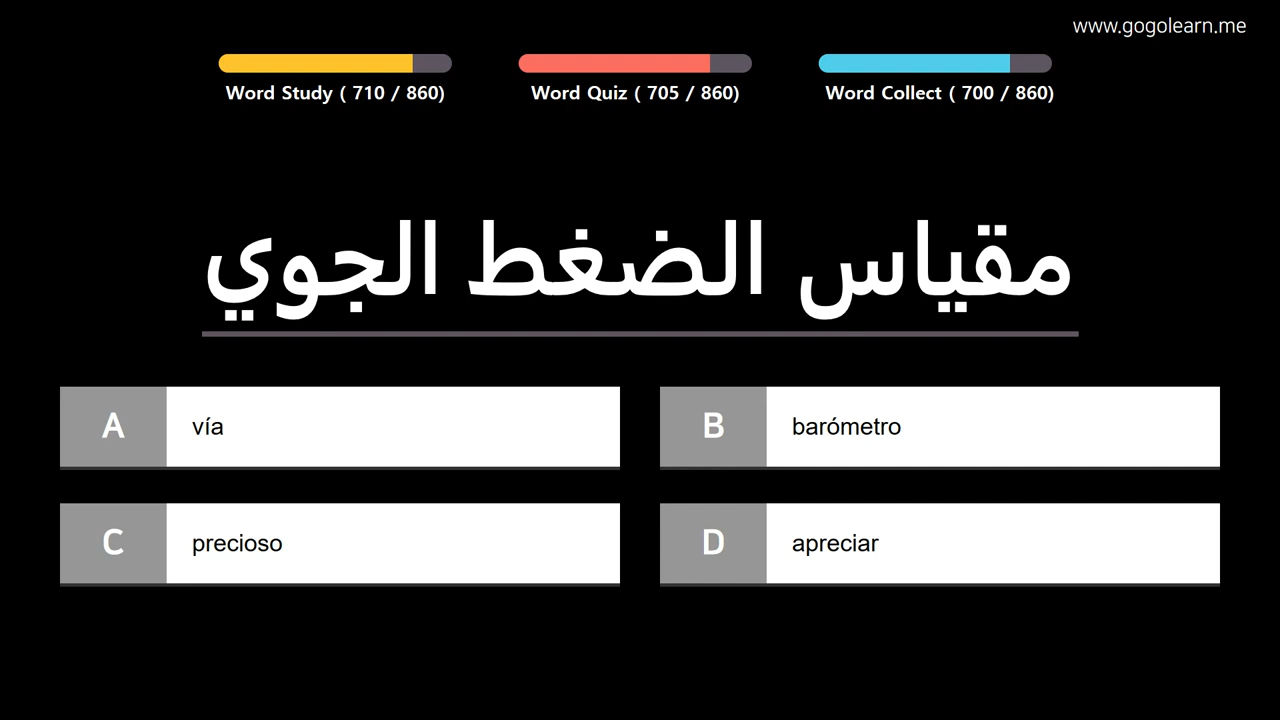 www.gogolearn.me
Word Study ( 710 / 860)
Word Quiz ( 705 / 860)
Word Collect ( 700 / 860)
مقياس الضغط الجوي
A vía
B barómetro
C precioso
D apreciar